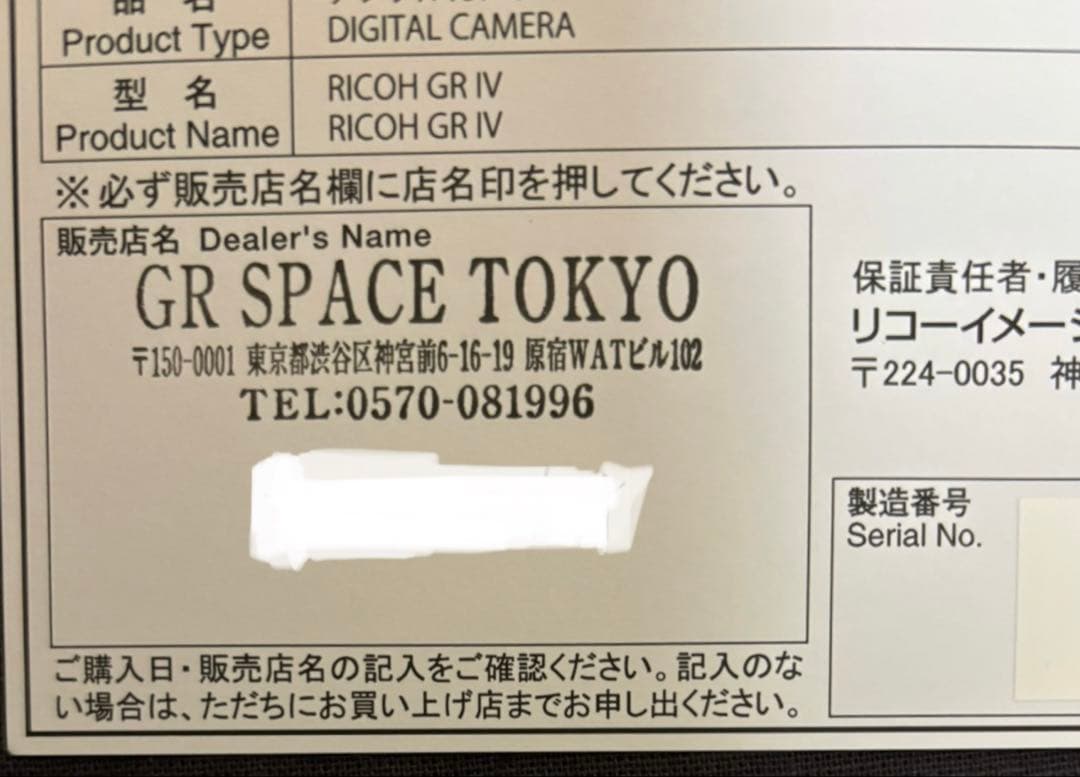 品 名
Product Type
DIGITAL CAMERA
型 名
Product Name
RICOH GR IV
RICOH GR IV
※必ず販売店名欄に店名印を押してください。
販売店名 Dealer's Name
GR SPACE TOKYO
〒150-0001 東京都渋谷区神宮前6-16-19 原宿WATビル102
TEL:0570-081996
保証責任者・履
リコーイメージ
〒224-0035 神
製造番号
Serial No.
ご購入日・販売店名の記入をご確認ください。記入のな
い場合は、ただちにお買い上げ店までお申し出ください。